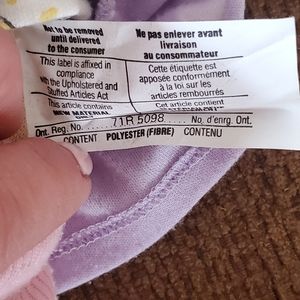 Not to be removed
until delivered
to the consumer
This label is affixed in
compliance
with the Upholstered and
Stuffed Articles Act
This article contains
NEW MATERIAL
Ne pas enlever avant
livraison
au consommateur
Cette étiquette est
apposée conformément
à la loi sur les
articles rembourrés
Cet article contient
Ont. Reg. No. 71R 5098 No. d'enrg. Ont.
CONTENT POLYESTER (FIBRE) CONTENU